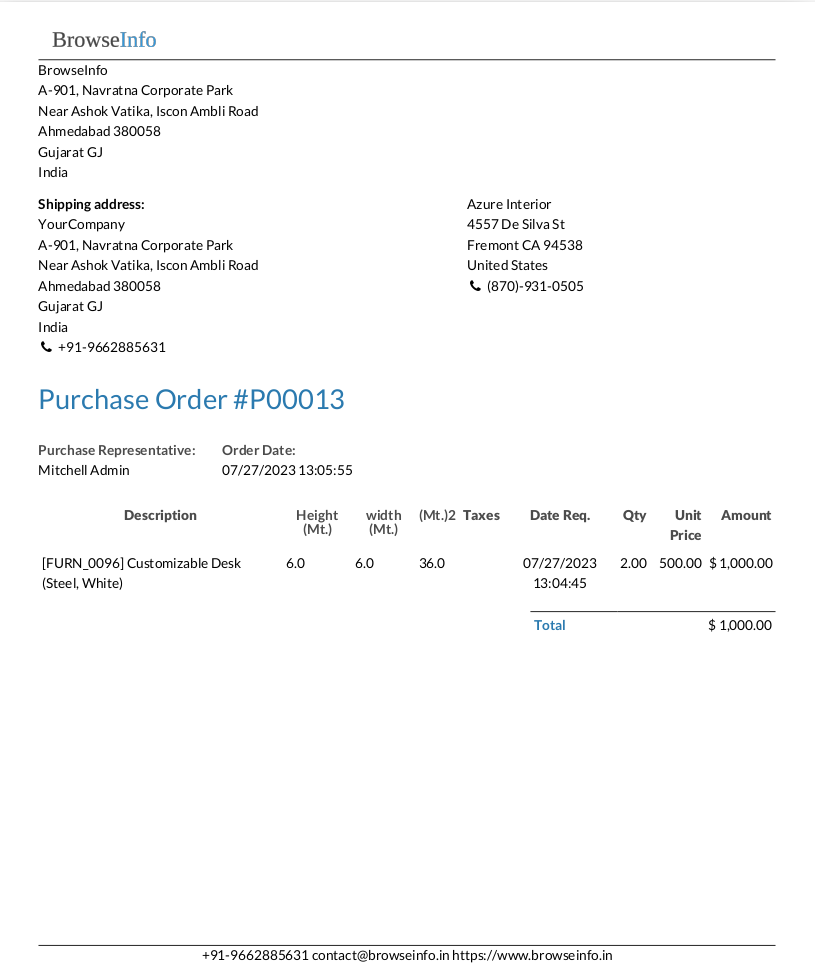 BrowseInfo
BrowseInfo
A-901, Navratna Corporate Park
Near Ashok Vatika, Iscon Ambli Road
Ahmedabad 380058
Gujarat GJ
India
Shipping address:
YourCompany
A-901, Navratna Corporate Park
Near Ashok Vatika, Iscon Ambli Road
Ahmedabad 380058
Gujarat GJ
India
+91-9662885631
Azure Interior
4557 De Silva St
Fremont CA 94538
United States
(870)-931-0505
Purchase Order #P00013
Purchase Representative: Order Date:
Mitchell Admin 07/27/2023 13:05:55
Description Height (Mt.) width (Mt.) (Mt.)2 Taxes Date Req. Qty Unit Price Amount
[FURN_0096] Customizable Desk 6.0 6.0 36.0 07/27/2023 2.00 500.00 $ 1,000.00
(Steel, White) 13:04:45
Total $ 1,000.00
+91-9662885631 contact@browseinfo.in https://www.browseinfo.in